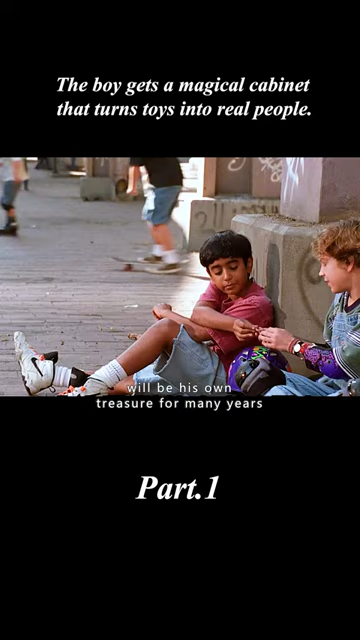 The boy gets a magical cabinet
that turns toys into real people.
will be his own
treasure for many years
Part.1